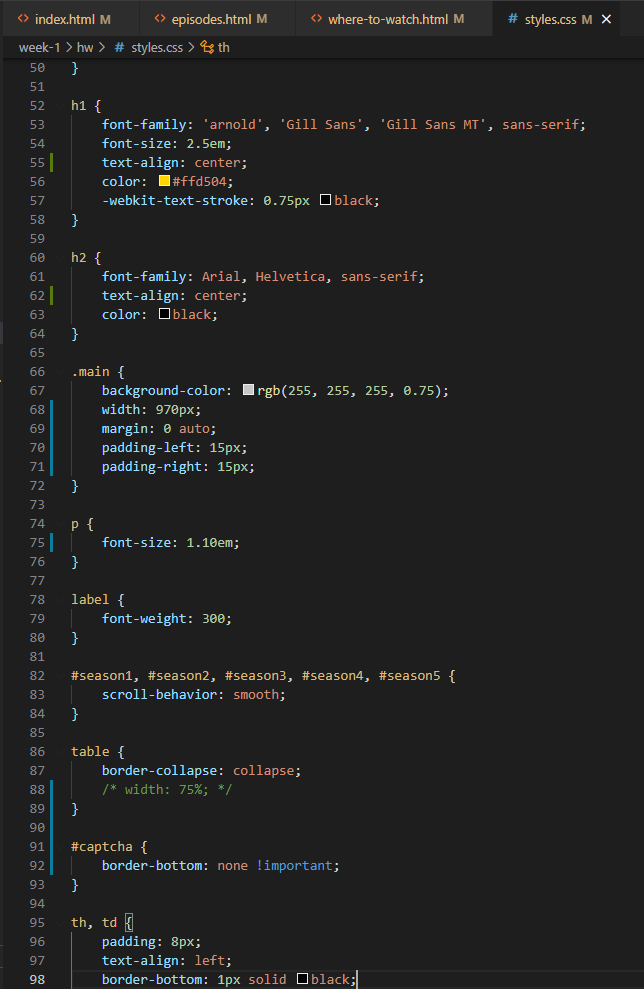 index.html M episodes.html M where-to-watch.html M # styles.css M ×
week-1 > hw > # styles.css > th
50 }
51
52 h1 {
53 font-family: 'arnold', 'Gill Sans', 'Gill Sans MT', sans-serif;
54 font-size: 2.5em;
55 text-align: center;
56 color: #ffd504;
57 -webkit-text-stroke: 0.75px black;
58 }
59
60 h2 {
61 font-family: Arial, Helvetica, sans-serif;
62 text-align: center;
63 color: black;
64 }
65
66 .main {
67 background-color: rgb(255, 255, 255, 0.75);
68 width: 970px;
69 margin: 0 auto;
70 padding-left: 15px;
71 padding-right: 15px;
72 }
73
74 p {
75 font-size: 1.10em;
76 }
77
78 label {
79 font-weight: 300;
80 }
81
82 #season1, #season2, #season3, #season4, #season5 {
83 scroll-behavior: smooth;
84 }
85
86 table {
87 border-collapse: collapse;
88 /* width: 75%; */
89 }
90
91 #captcha {
92 border-bottom: none !important;
93 }
94
95 th, td {
96 padding: 8px;
97 text-align: left;
98 border-bottom: 1px solid black;